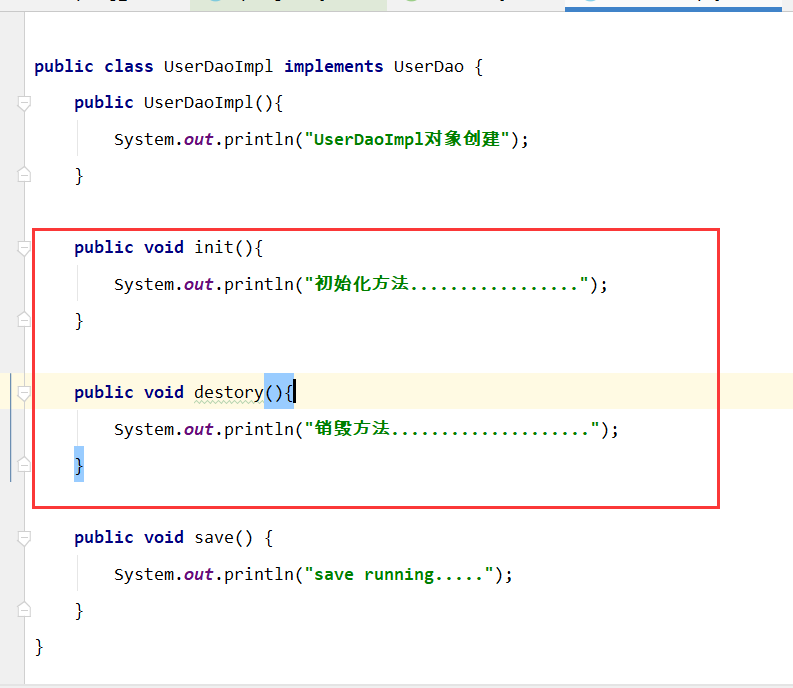 public class UserDaoImpl implements UserDao {
public UserDaoImpl(){
System.out.println("UserDaoImpl对象创建");
}
public void init(){
System.out.println("初始化方法.................");
}
public void destory(){
System.out.println("销毁方法....................");
}
public void save() {
System.out.println("save running.....");
}
}